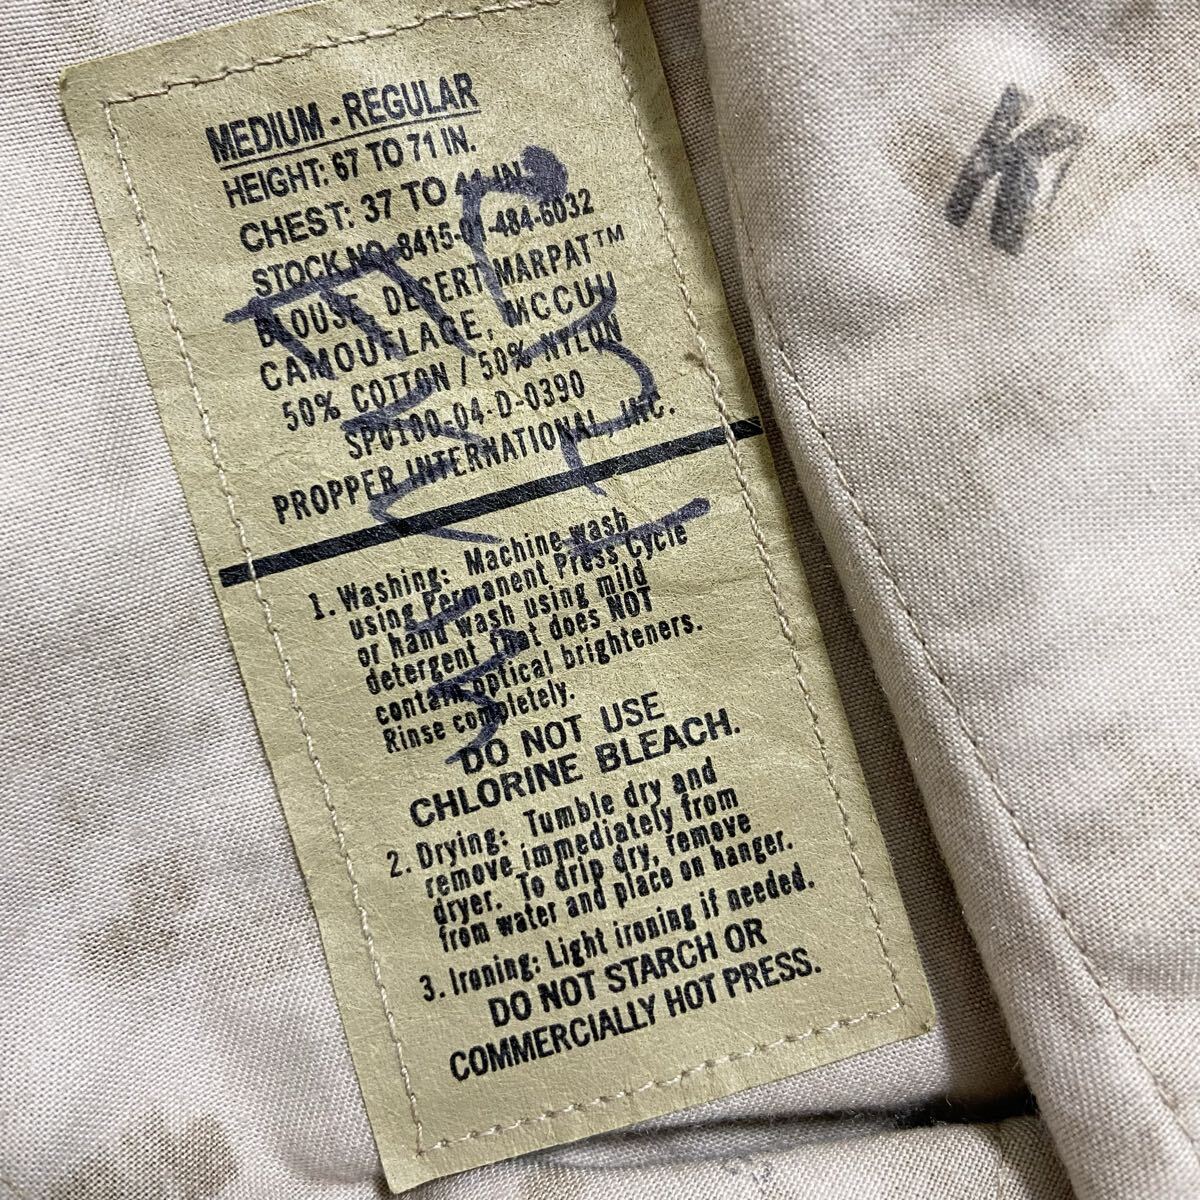 MEDIUM - REGULAR
HEIGHT: 67 TO 71 IN.
CHEST: 37 TO 41 IN.
STOCK NO. 8415-01-484-6032
BLOUSE, DESERT MARPAT™
CAMOUFLAGE, MCCUU
50% COTTON / 50% NYLON
SP0100-04-D-0390
PROPPER INTERNATIONAL, INC.
1. Washing: Machine wash
using Permanent Press Cycle
or hand wash using mild
detergent that does NOT
contain optical brighteners.
Rinse completely.
DO NOT USE
CHLORINE BLEACH.
2. Drying: Tumble dry and
remove immediately from
dryer. To drip dry, remove
from water and place on hanger.
3. Ironing: Light ironing if needed.
DO NOT STARCH OR
COMMERCIALLY HOT PRESS.